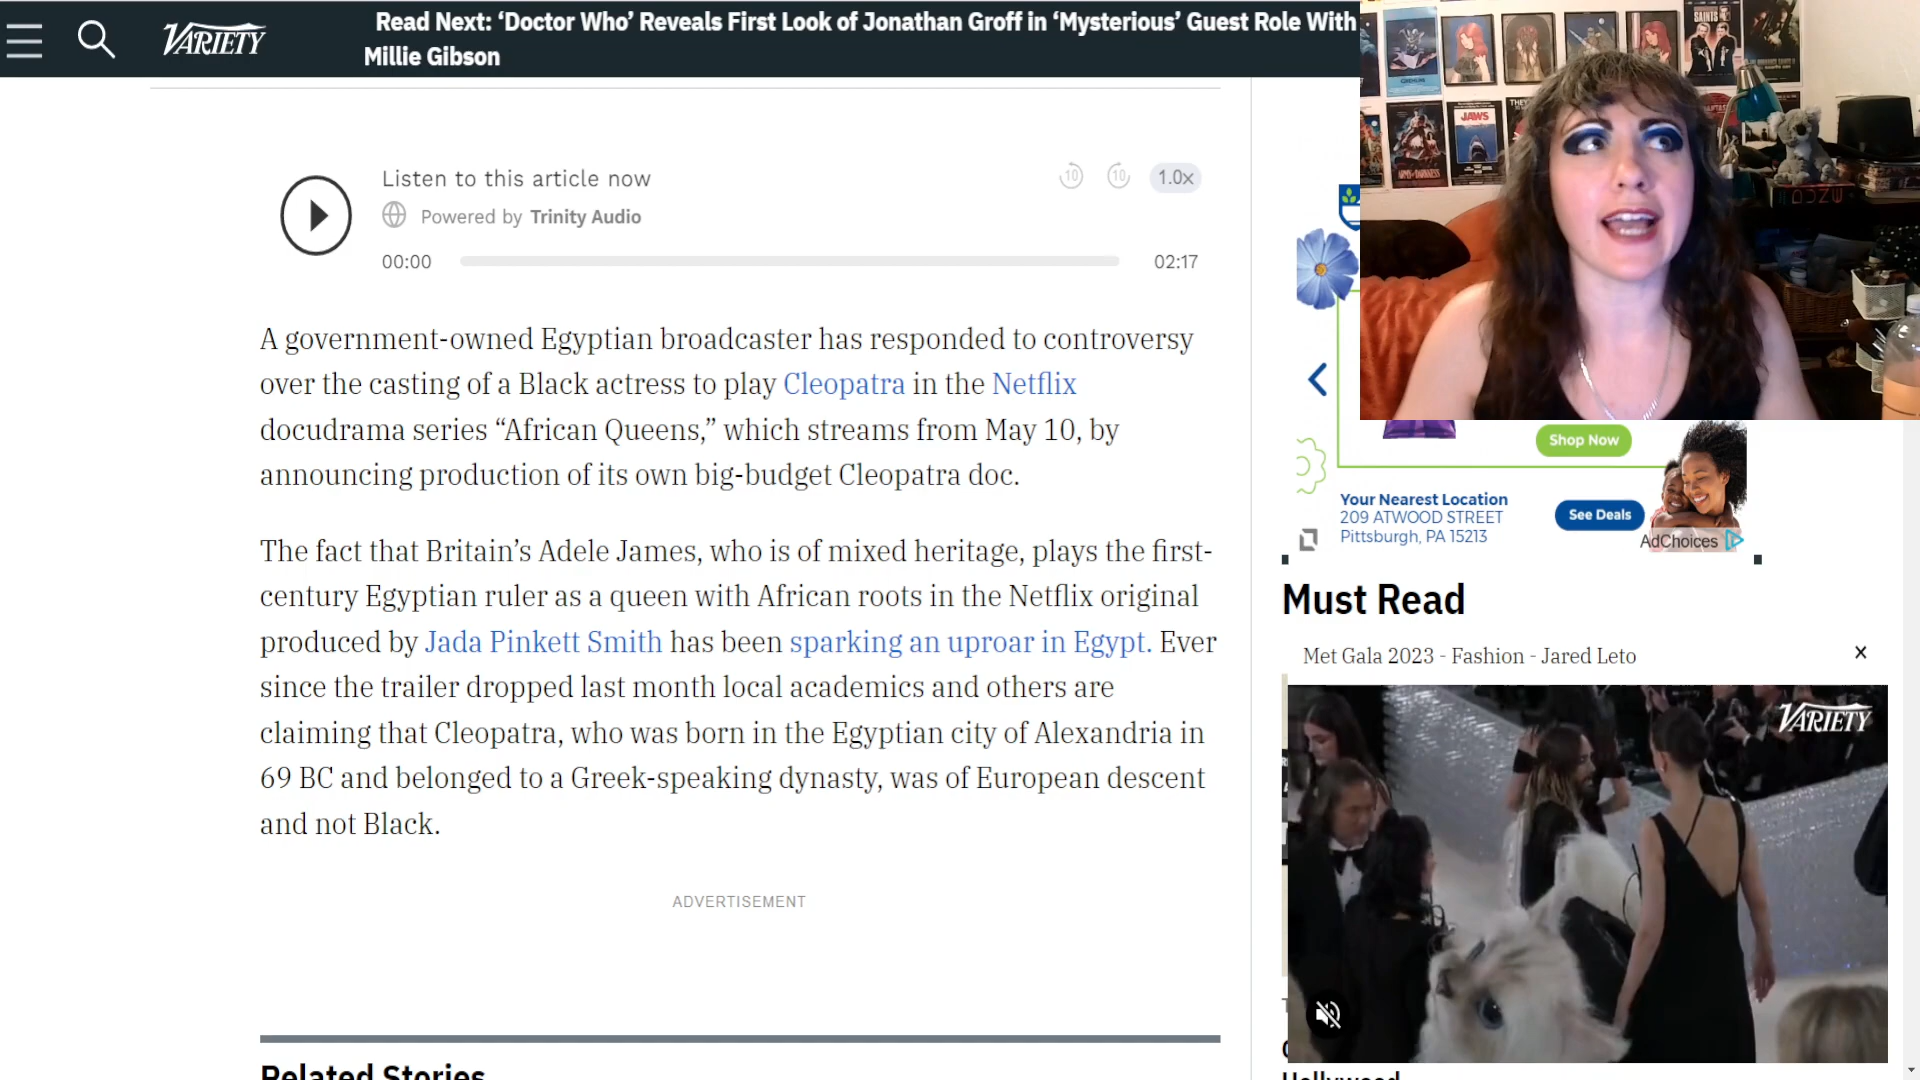 VARIETY
Read Next: ‘Doctor Who’ Reveals First Look of Jonathan Groff in ‘Mysterious’ Guest Role With
Millie Gibson
Listen to this article now
10 10 1.0x
Powered by Trinity Audio
00:00 02:17
A government-owned Egyptian broadcaster has responded to controversy
over the casting of a Black actress to play Cleopatra in the Netflix
docudrama series “African Queens,” which streams from May 10, by
announcing production of its own big-budget Cleopatra doc.
The fact that Britain’s Adele James, who is of mixed heritage, plays the first-
century Egyptian ruler as a queen with African roots in the Netflix original
produced by Jada Pinkett Smith has been sparking an uproar in Egypt. Ever
since the trailer dropped last month local academics and others are
claiming that Cleopatra, who was born in the Egyptian city of Alexandria in
69 BC and belonged to a Greek-speaking dynasty, was of European descent
and not Black.
ADVERTISEMENT
Related Stories
GREMLINS
SAINTS
JAWS
ARMY of DARKNESS
Shop Now
Your Nearest Location
209 ATWOOD STREET
Pittsburgh, PA 15213
See Deals
AdChoices
Must Read
Met Gala 2023 - Fashion - Jared Leto
X
VARIETY
Hollywood